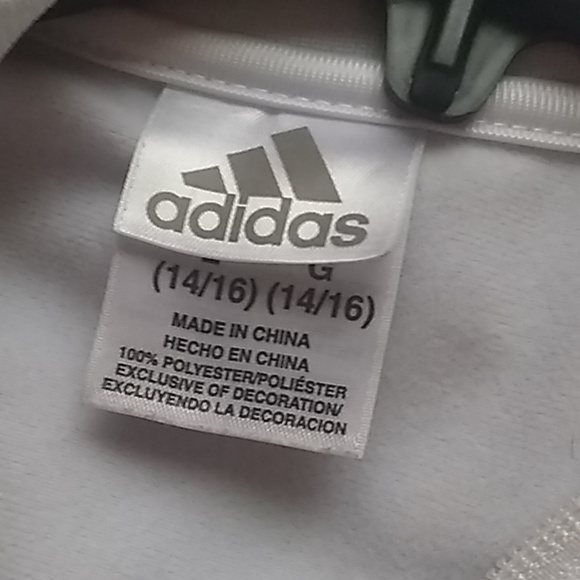 adidas
G
(14/16) (14/16)
MADE IN CHINA
HECHO EN CHINA
100% POLYESTER/POLIÉSTER
EXCLUSIVE OF DECORATION/
EXCLUYENDO LA DECORACION